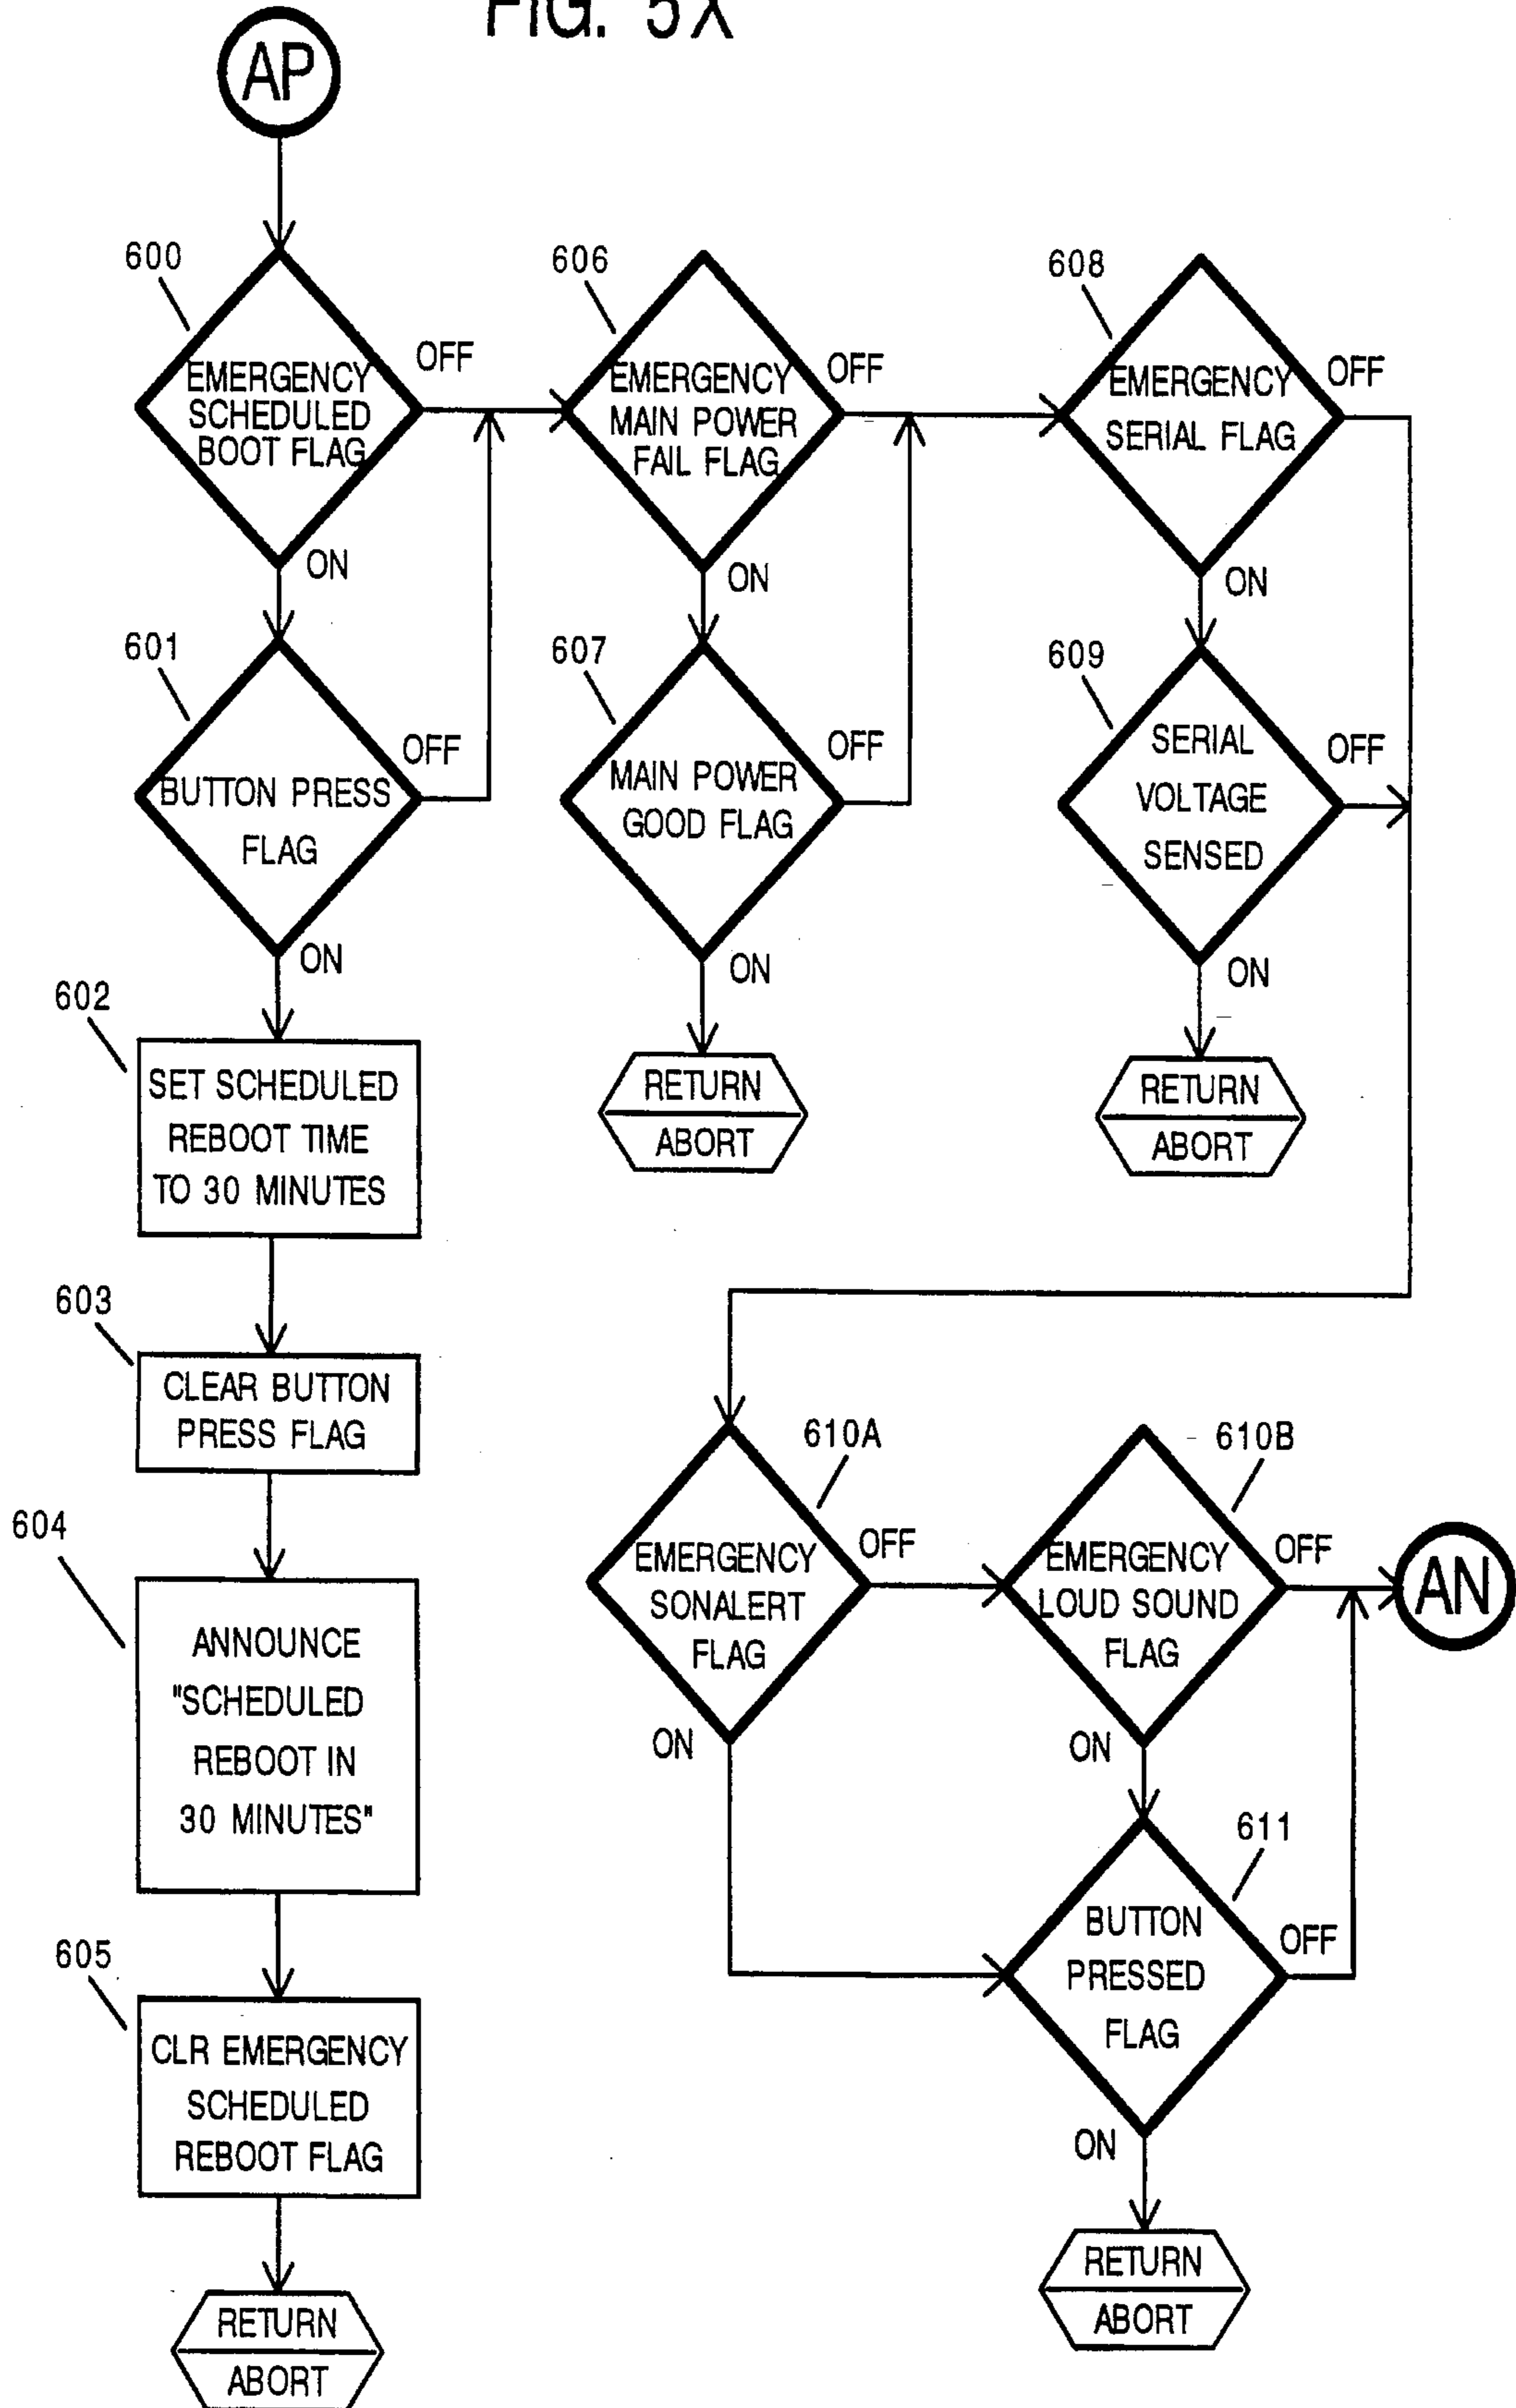 FIG. 5X
AP
600
EMERGENCY
SCHEDULED
BOOT FLAG
OFF
ON
606
EMERGENCY
MAIN POWER
FAIL FLAG
OFF
ON
608
EMERGENCY
SERIAL FLAG
OFF
ON
601
BUTTON PRESS
FLAG
OFF
ON
607
MAIN POWER
GOOD FLAG
OFF
ON
609
SERIAL
VOLTAGE
SENSED
OFF
ON
602
SET SCHEDULED
REBOOT TIME
TO 30 MINUTES
RETURN
ABORT
RETURN
ABORT
603
CLEAR BUTTON
PRESS FLAG
604
ANNOUNCE
"SCHEDULED
REBOOT IN
30 MINUTES"
605
CLR EMERGENCY
SCHEDULED
REBOOT FLAG
RETURN
ABORT
610A
EMERGENCY
SONALERT
FLAG
OFF
ON
610B
EMERGENCY
LOUD SOUND
FLAG
OFF
ON
AN
611
BUTTON
PRESSED
FLAG
OFF
ON
RETURN
ABORT